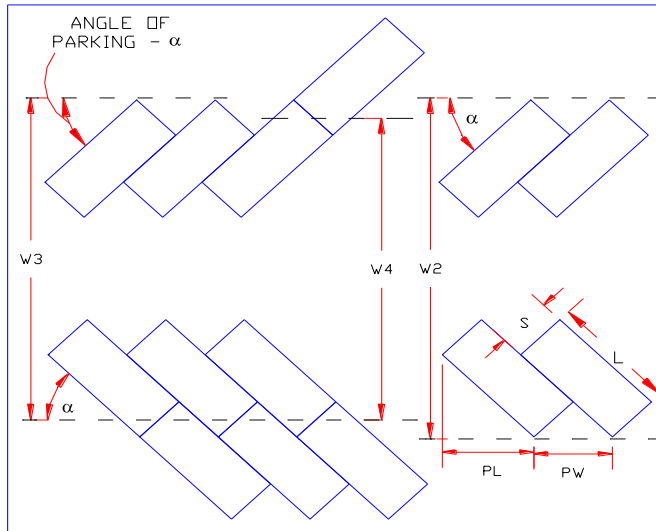 ANGLE OF
PARKING - α
α
W3
W4
W2
S
L
α
PL
PW